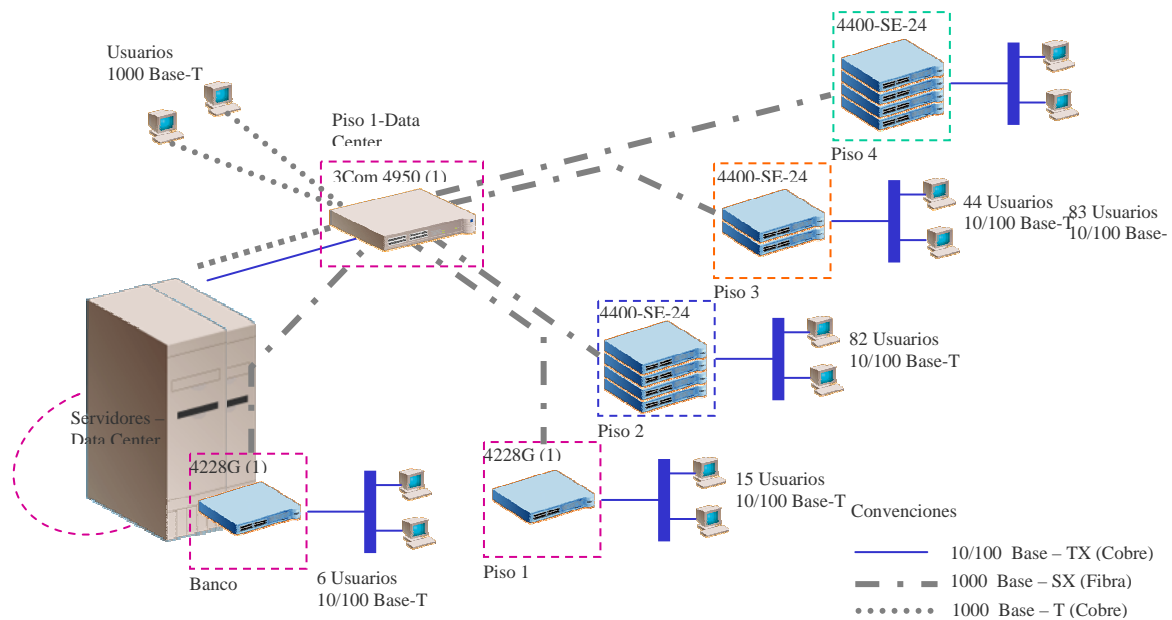 4400-SE-24
Usuarios
1000 Base-T
Piso 1-Data
Center
Piso 4
3Com 4950 (1)
4400-SE-24
44 Usuarios
10/100 Base-T
83 Usuarios
10/100 Base-
Piso 3
4400-SE-24
82 Usuarios
10/100 Base-T
Servidores –
Data Center
Piso 2
4228G (1)
4228G (1)
15 Usuarios
10/100 Base-T
Convenciones
10/100 Base – TX (Cobre)
Piso 1
Banco
6 Usuarios
10/100 Base-T
1000 Base – SX (Fibra)
1000 Base – T (Cobre)